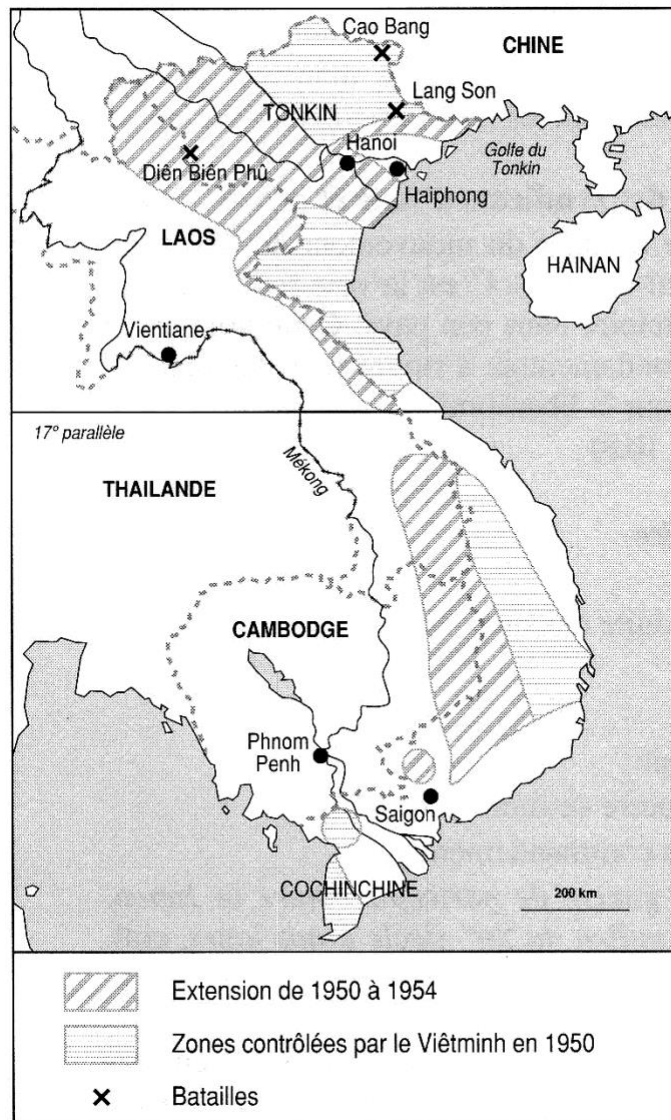 Cao Bang
CHINE
Lang Son
TONKIN
Hanoi
Golfe du
Tonkin
Diên Biên Phû
Haiphong
LAOS
HAINAN
Vientiane
17° parallèle
Mékong
THAILANDE
CAMBODGE
Phnom
Penh
Saigon
COCHINCHINE
200 km
Extension de 1950 à 1954
Zones contrôlées par le Viêtminh en 1950
Batailles